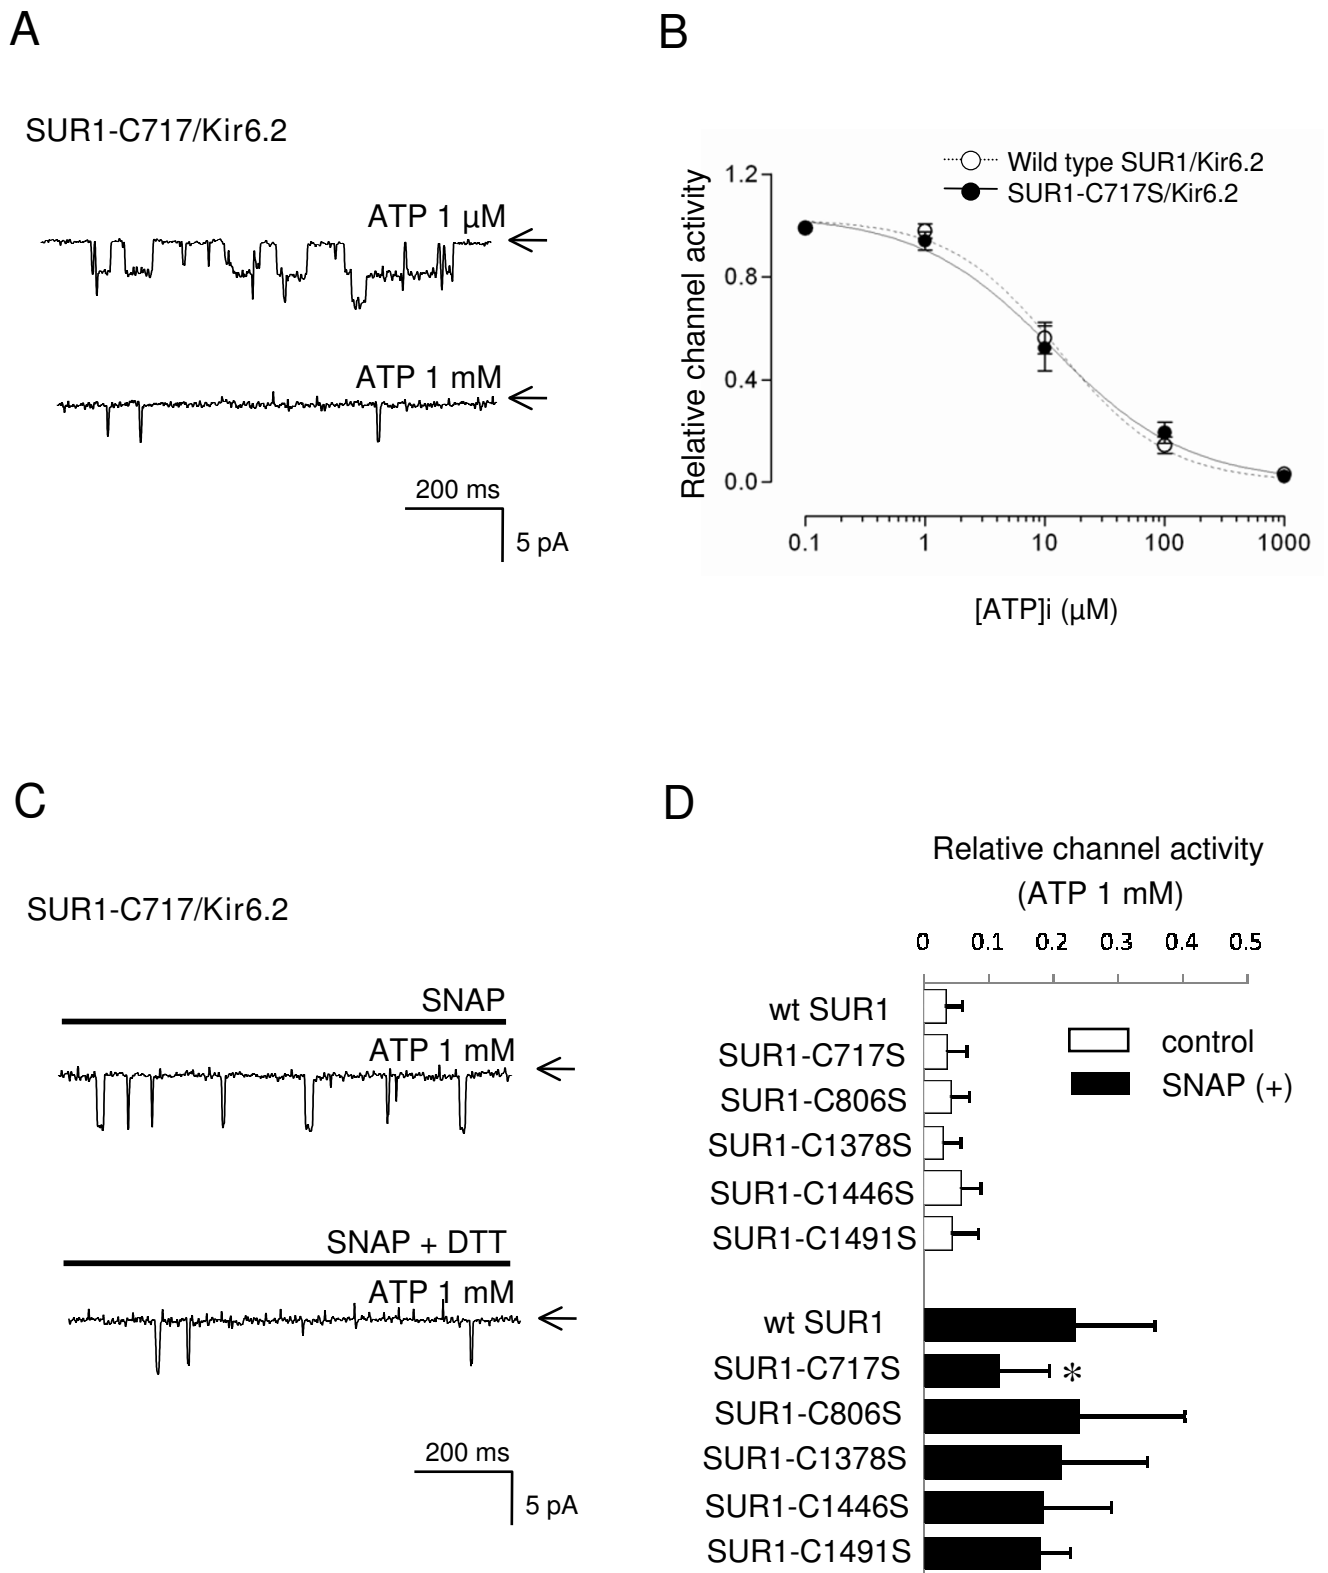 A
SUR1-C717/Kir6.2
ATP 1 µM
ATP 1 mM
200 ms
5 pA
B
Relative channel activity
1.2
0.8
0.4
0.0
Wild type SUR1/Kir6.2
SUR1-C717S/Kir6.2
0.1 1 10 100 1000
[ATP]i (µM)
C
SUR1-C717/Kir6.2
SNAP
ATP 1 mM
SNAP + DTT
ATP 1 mM
200 ms
5 pA
D
Relative channel activity
(ATP 1 mM)
0 0.1 0.2 0.3 0.4 0.5
wt SUR1
SUR1-C717S
SUR1-C806S
SUR1-C1378S
SUR1-C1446S
SUR1-C1491S
control
SNAP (+)
wt SUR1
SUR1-C717S *
SUR1-C806S
SUR1-C1378S
SUR1-C1446S
SUR1-C1491S